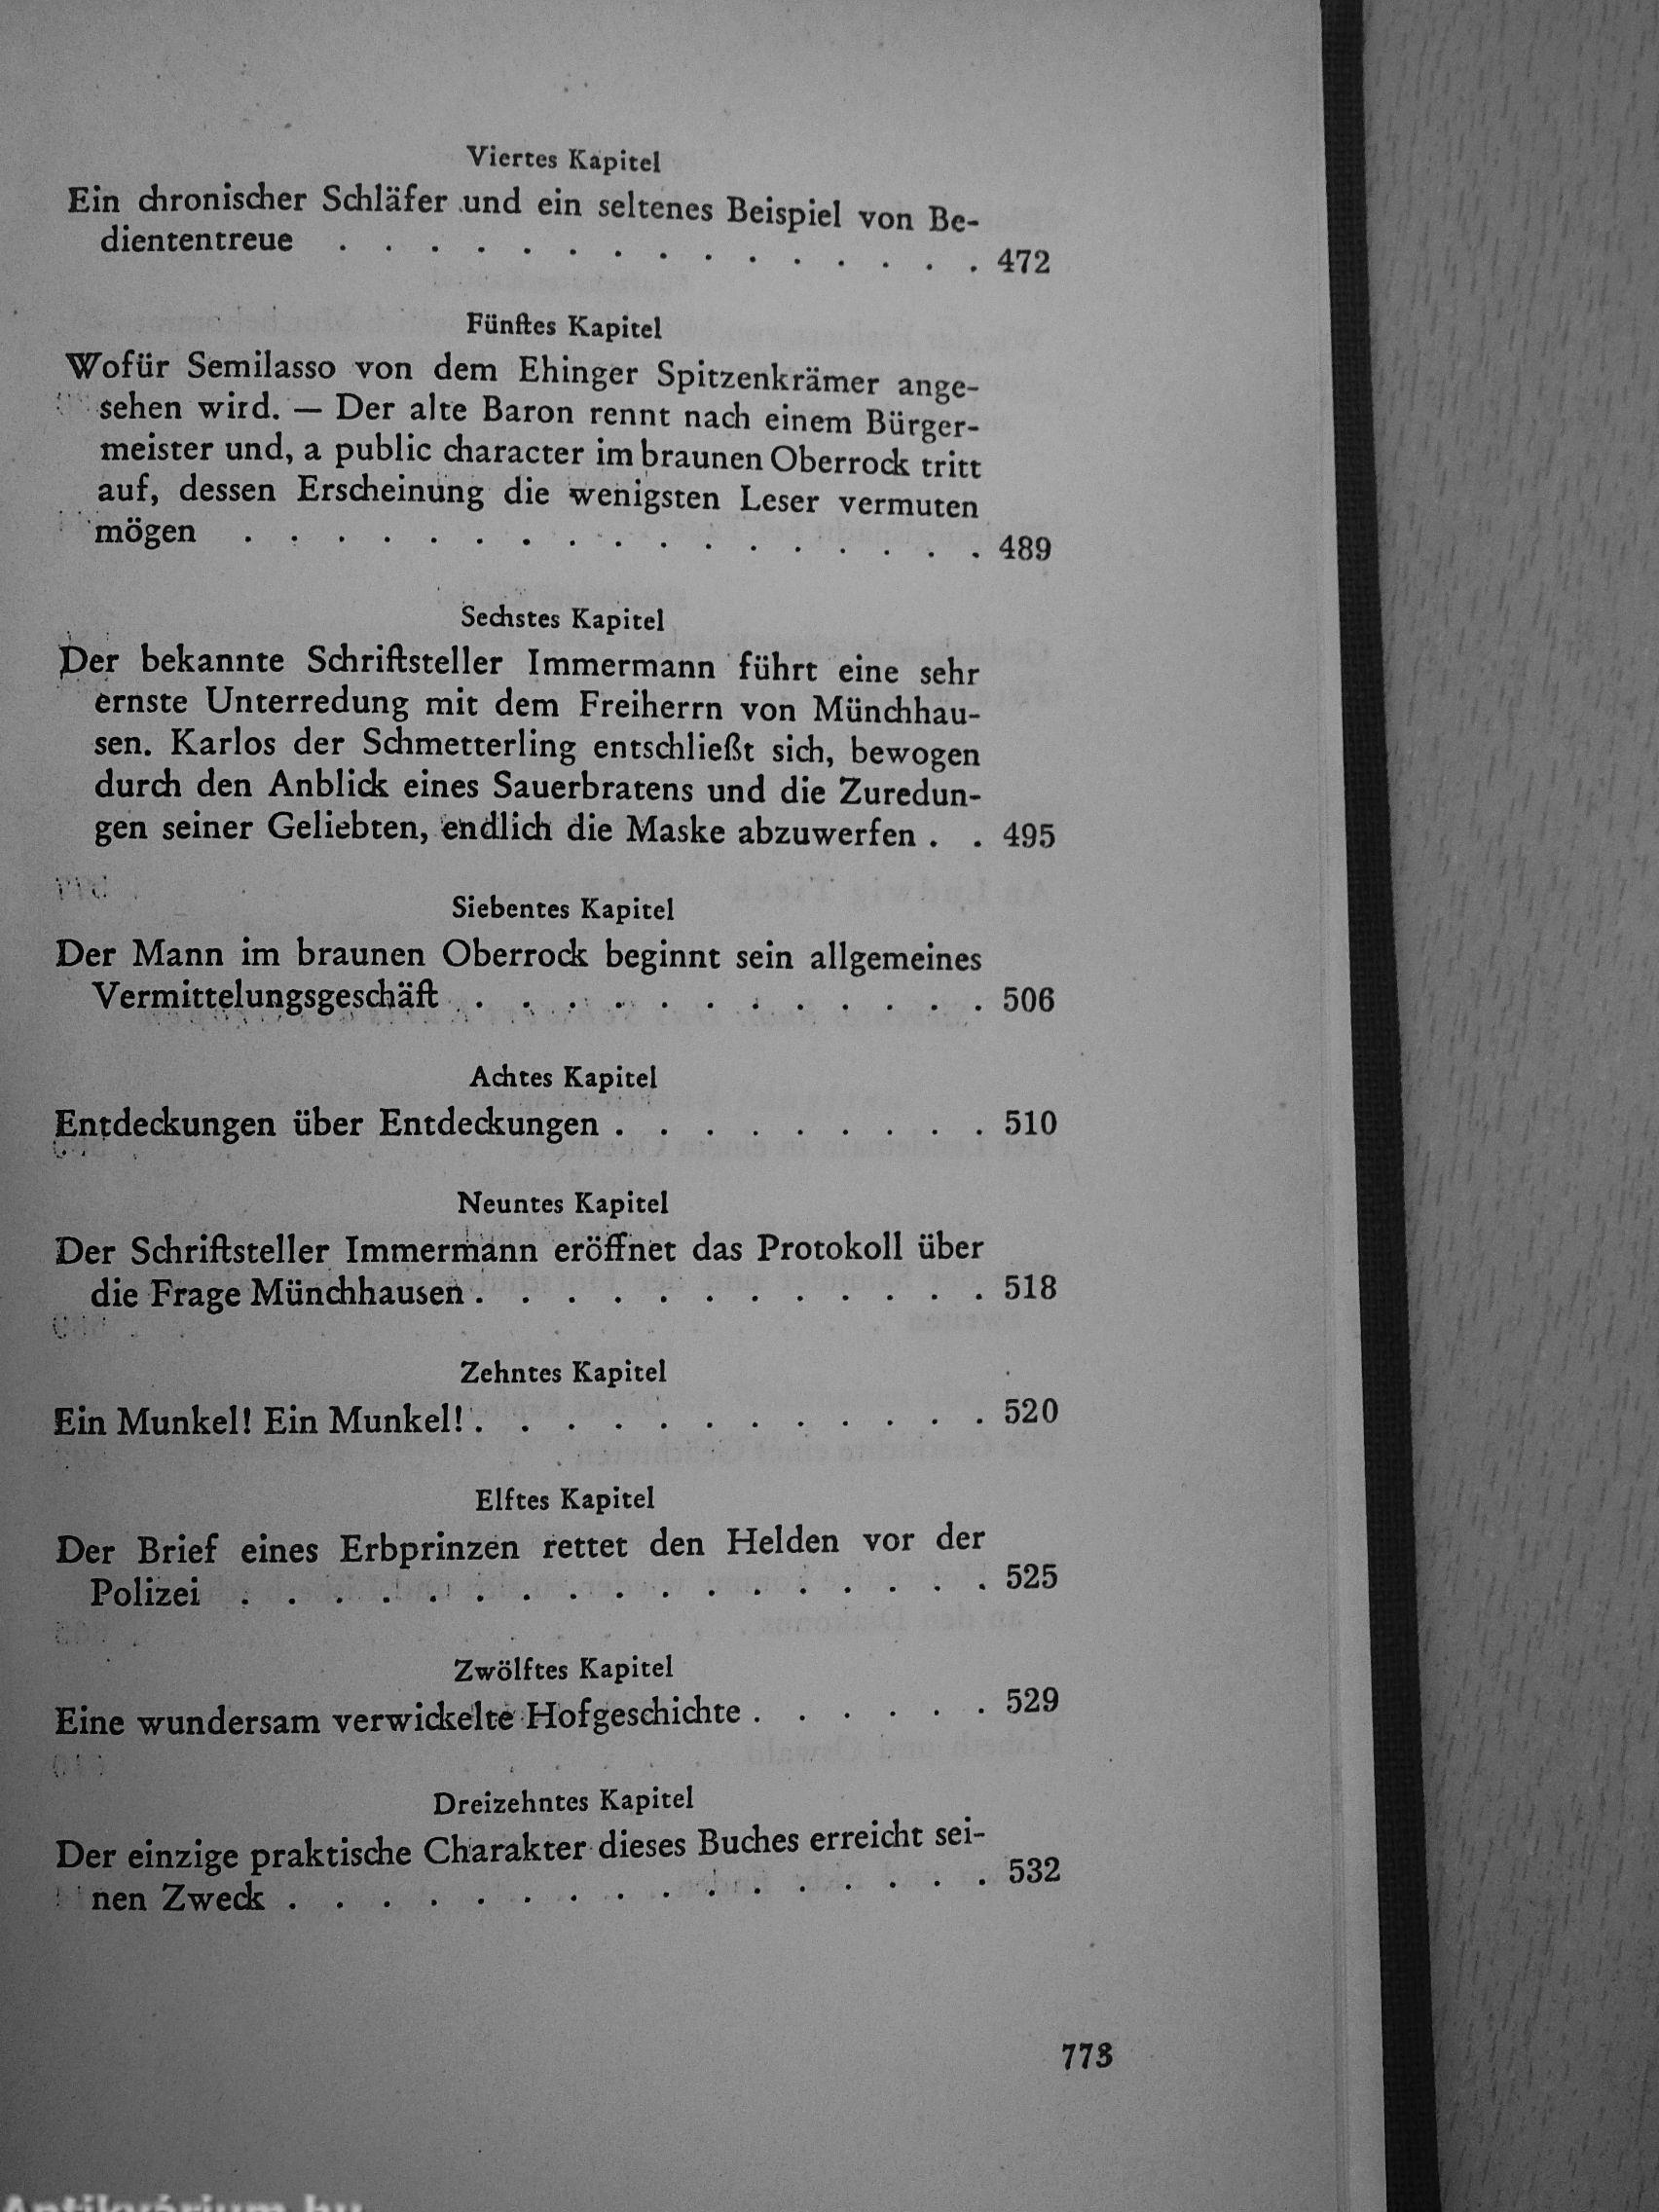 Viertes Kapitel
Ein chronischer Schläfer und ein seltenes Beispiel von Be-
dientreue . . . . . . . . . . . . . . . 472
Fünftes Kapitel
Wofür Semilasso von dem Ehinger Spitzenkrämer ange-
sehen wird. — Der alte Baron rennt nach einem Bürger-
meister und, a public character im braunen Oberrock tritt
auf, dessen Erscheinung die wenigsten Leser vermuten
mögen . . . . . . . . . . . . . . . . . 489
Sechstes Kapitel
Der bekannte Schriftsteller Immermann führt eine sehr
ernste Unterredung mit dem Freiherrn von Münchhau-
sen. Karlos der Schmetterling entschließt sich, bewogen
durch den Anblick eines Sauerbratens und die Zuredun-
gen seiner Geliebten, endlich die Maske abzuwerfen . . 495
Siebentes Kapitel
Der Mann im braunen Oberrock beginnt sein allgemeines
Vermittelungsgeschäft . . . . . . . . . . . . 506
Achtes Kapitel
Entdeckungen über Entdeckungen . . . . . . . . . 510
Neuntes Kapitel
Der Schriftsteller Immermann eröffnet das Protokoll über
die Frage Münchhausen . . . . . . . . . . . . 518
Zehntes Kapitel
Ein Munkel! Ein Munkel! . . . . . . . . . . . . 520
Elftes Kapitel
Der Brief eines Erbprinzen rettet den Helden vor der
Polizei . . . . . . . . . . . . . . . . . 525
Zwölftes Kapitel
Eine wundersam verwickelte Hofgeschichte . . . . . . 529
Dreizehntes Kapitel
Der einzige praktische Charakter dieses Buches erreicht sei-
nen Zweck . . . . . . . . . . . . . . . . 532
773
Antikvárium.hu